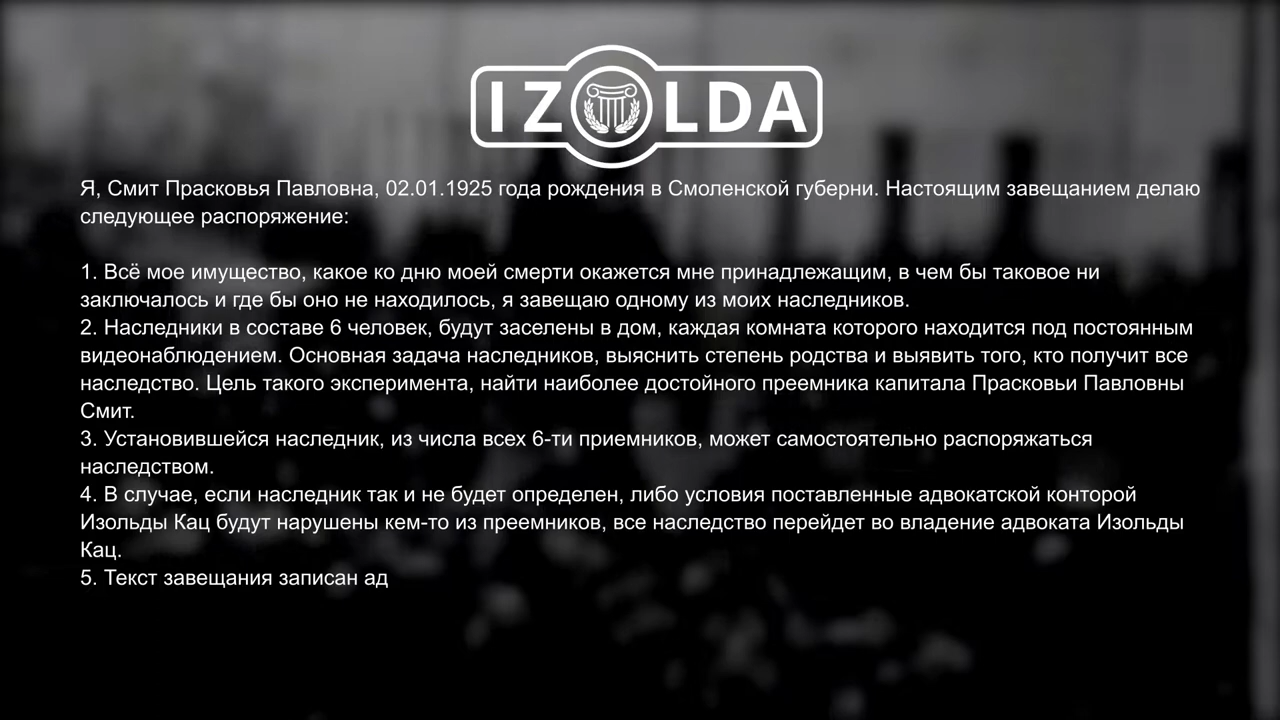 IZOLDA
Я, Смит Прасковья Павловна, 02.01.1925 года рождения в Смоленской губерни. Настоящим завещанием делаю
следующее распоряжение:
1. Всё мое имущество, какое ко дню моей смерти окажется мне принадлежащим, в чем бы таковое ни
заключалось и где бы оно не находилось, я завещаю одному из моих наследников.
2. Наследники в составе 6 человек, будут заселены в дом, каждая комната которого находится под постоянным
видеонаблюдением. Основная задача наследников, выяснить степень родства и выявить того, кто получит все
наследство. Цель такого эксперимента, найти наиболее достойного преемника капитала Прасковьи Павловны
Смит.
3. Установившейся наследник, из числа всех 6-ти приемников, может самостоятельно распоряжаться
наследством.
4. В случае, если наследник так и не будет определен, либо условия поставленные адвокатской конторой
Изольды Кац будут нарушены кем-то из преемников, все наследство перейдет во владение адвоката Изольды
Кац.
5. Текст завещания записан ад